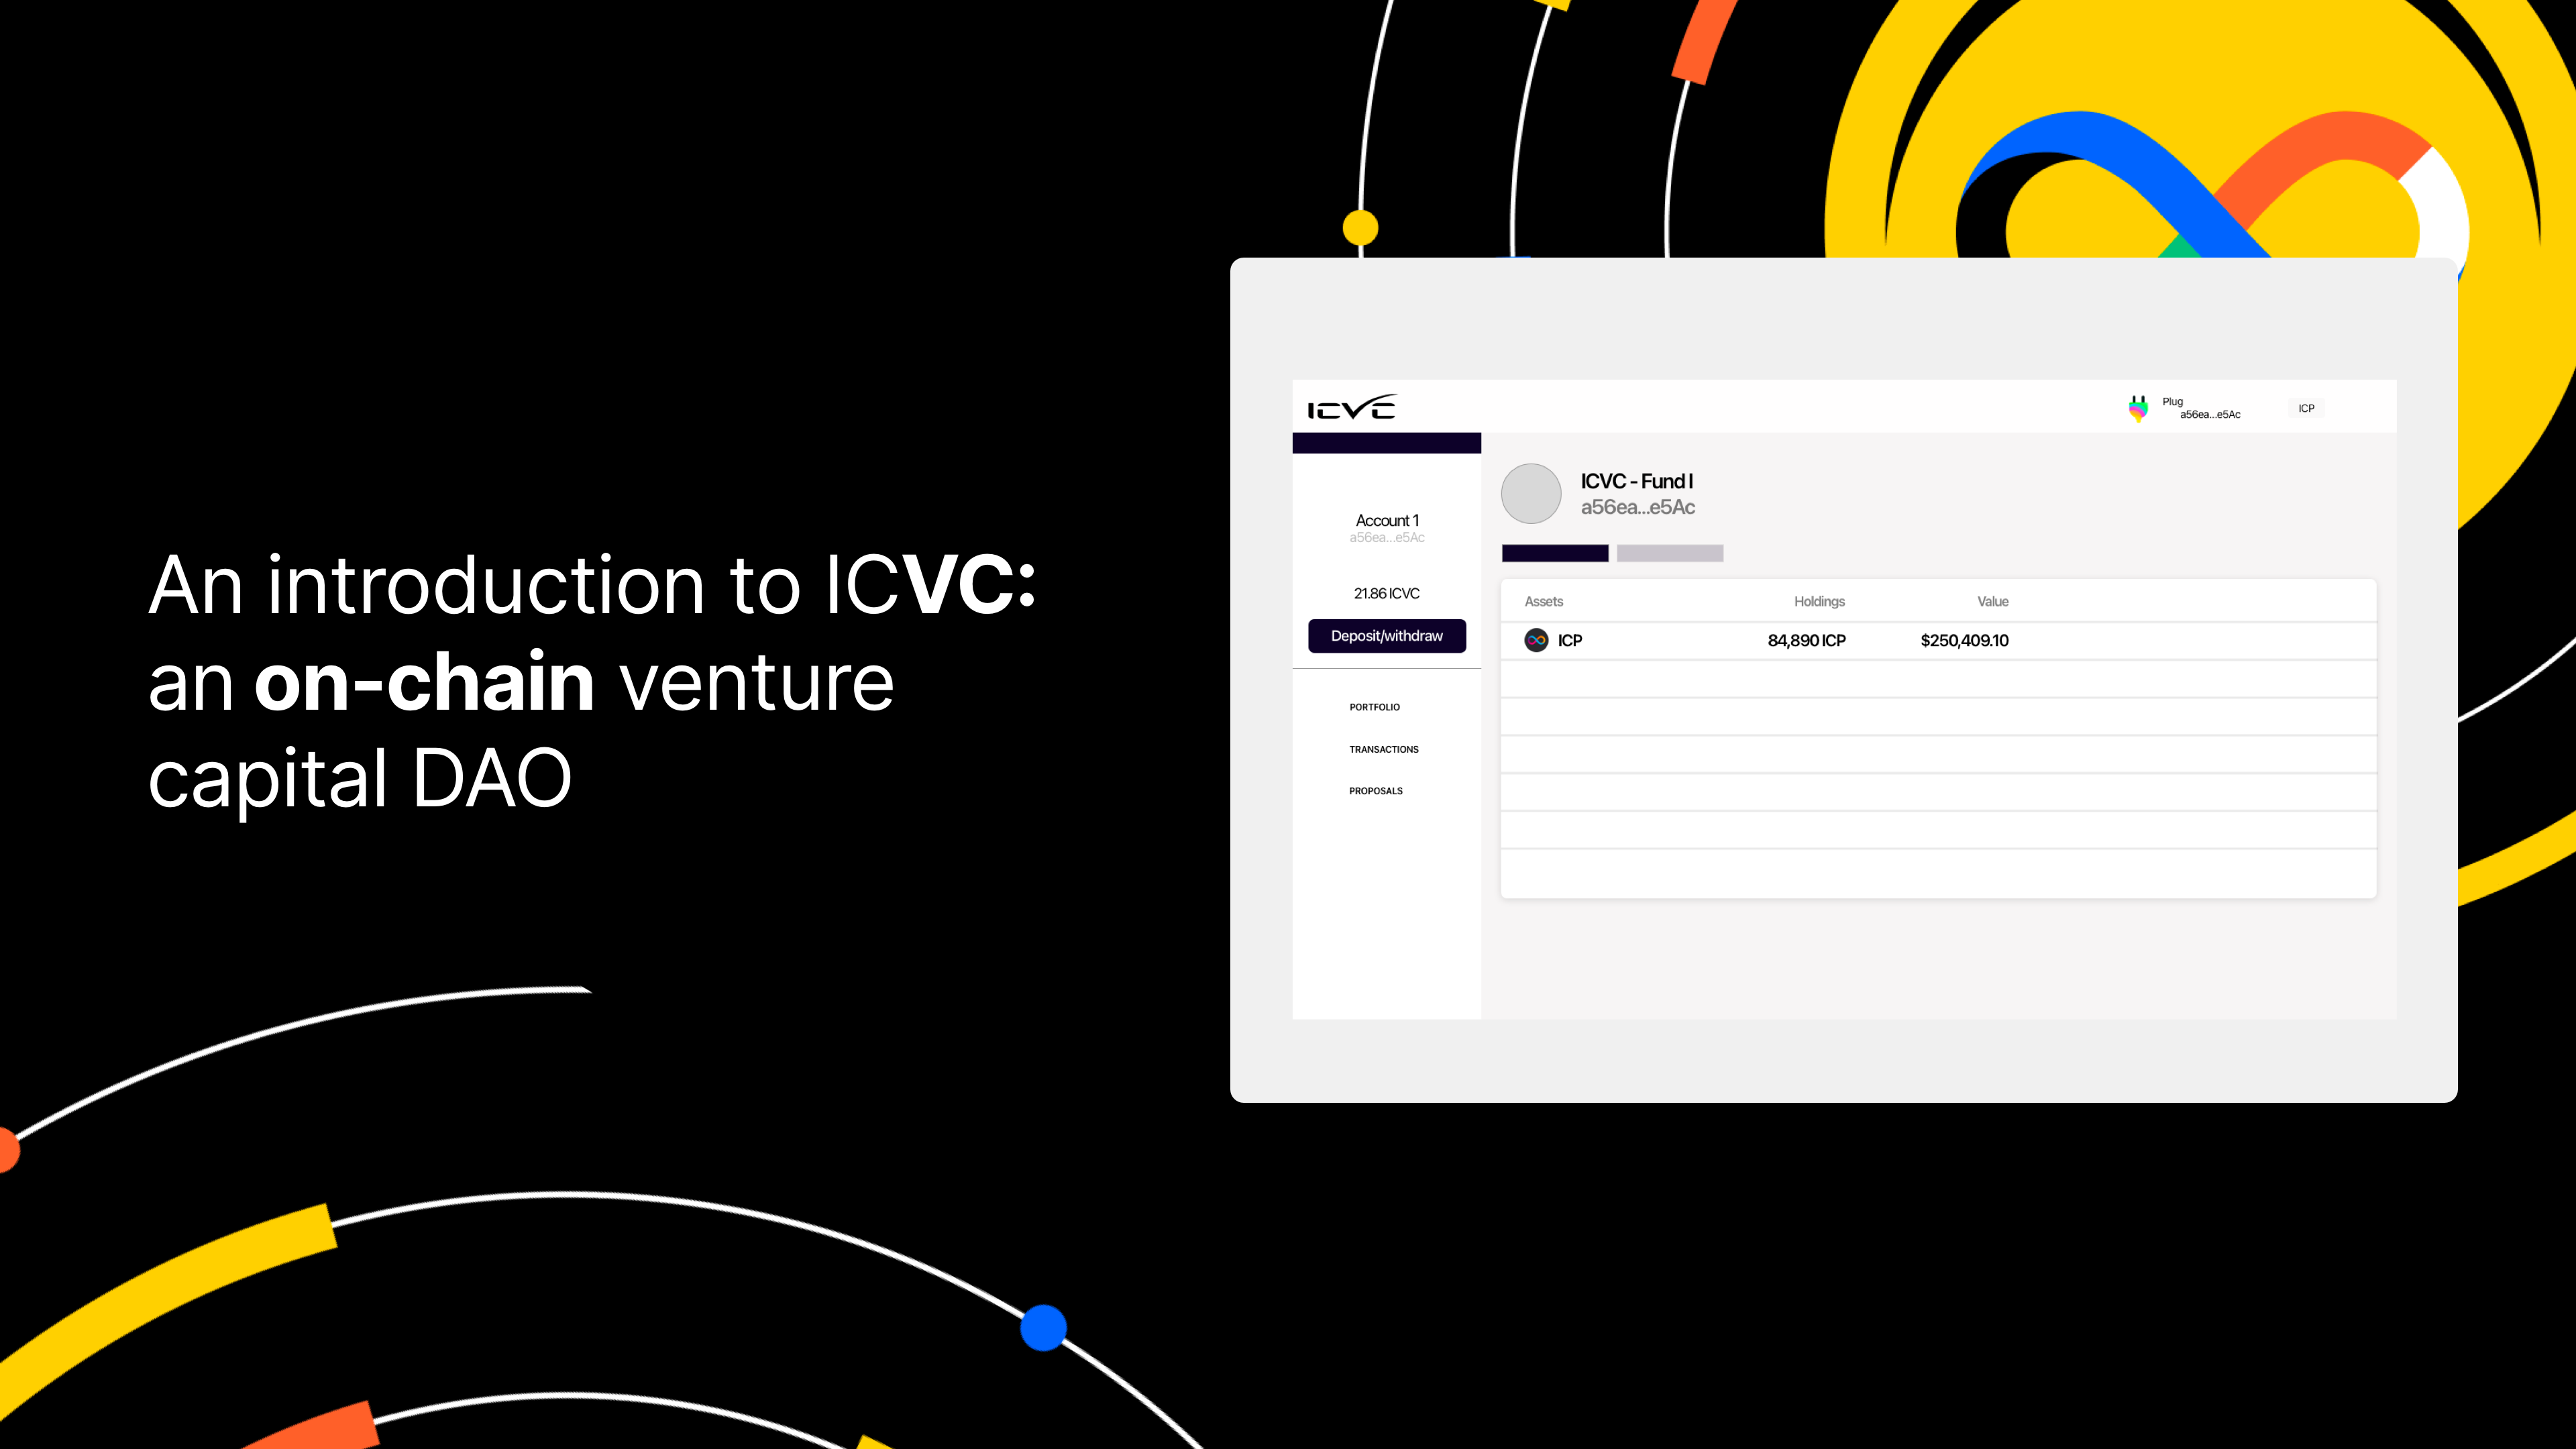 An introduction to ICVC:
an on-chain venture
capital DAO
ICVC
Plug
a56ea...e5Ac
ICP
Account 1
a56ea...e5Ac
21.86 ICVC
Deposit/withdraw
PORTFOLIO
TRANSACTIONS
PROPOSALS
ICVC - Fund I
a56ea...e5Ac
Assets Holdings Value
ICP 84,890 ICP $250,409.10